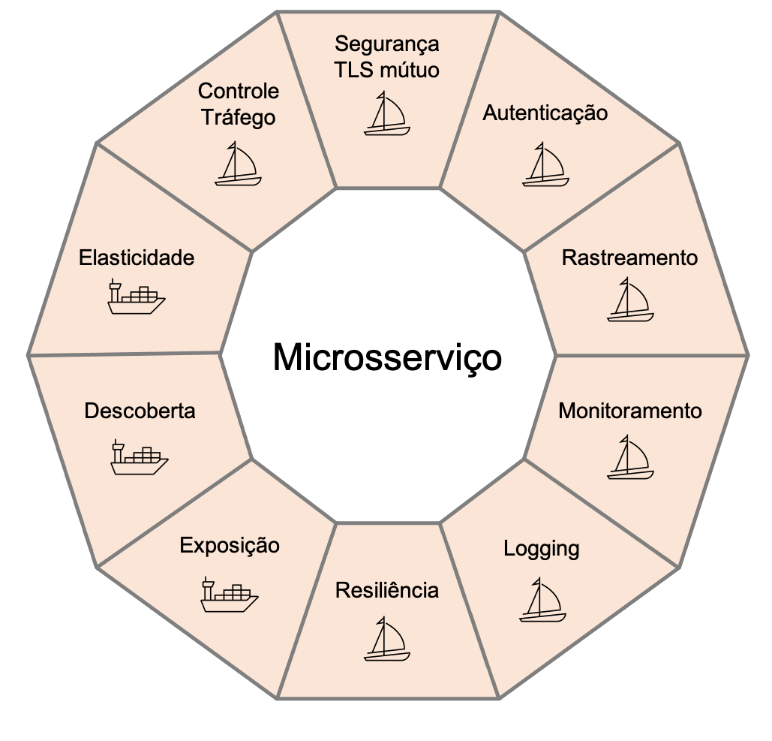 Segurança
TLS mútuo
Controle
Tráfego
Autenticação
Elasticidade
Rastreamento
Microsserviço
Descoberta
Monitoramento
Exposição
Logging
Resiliência